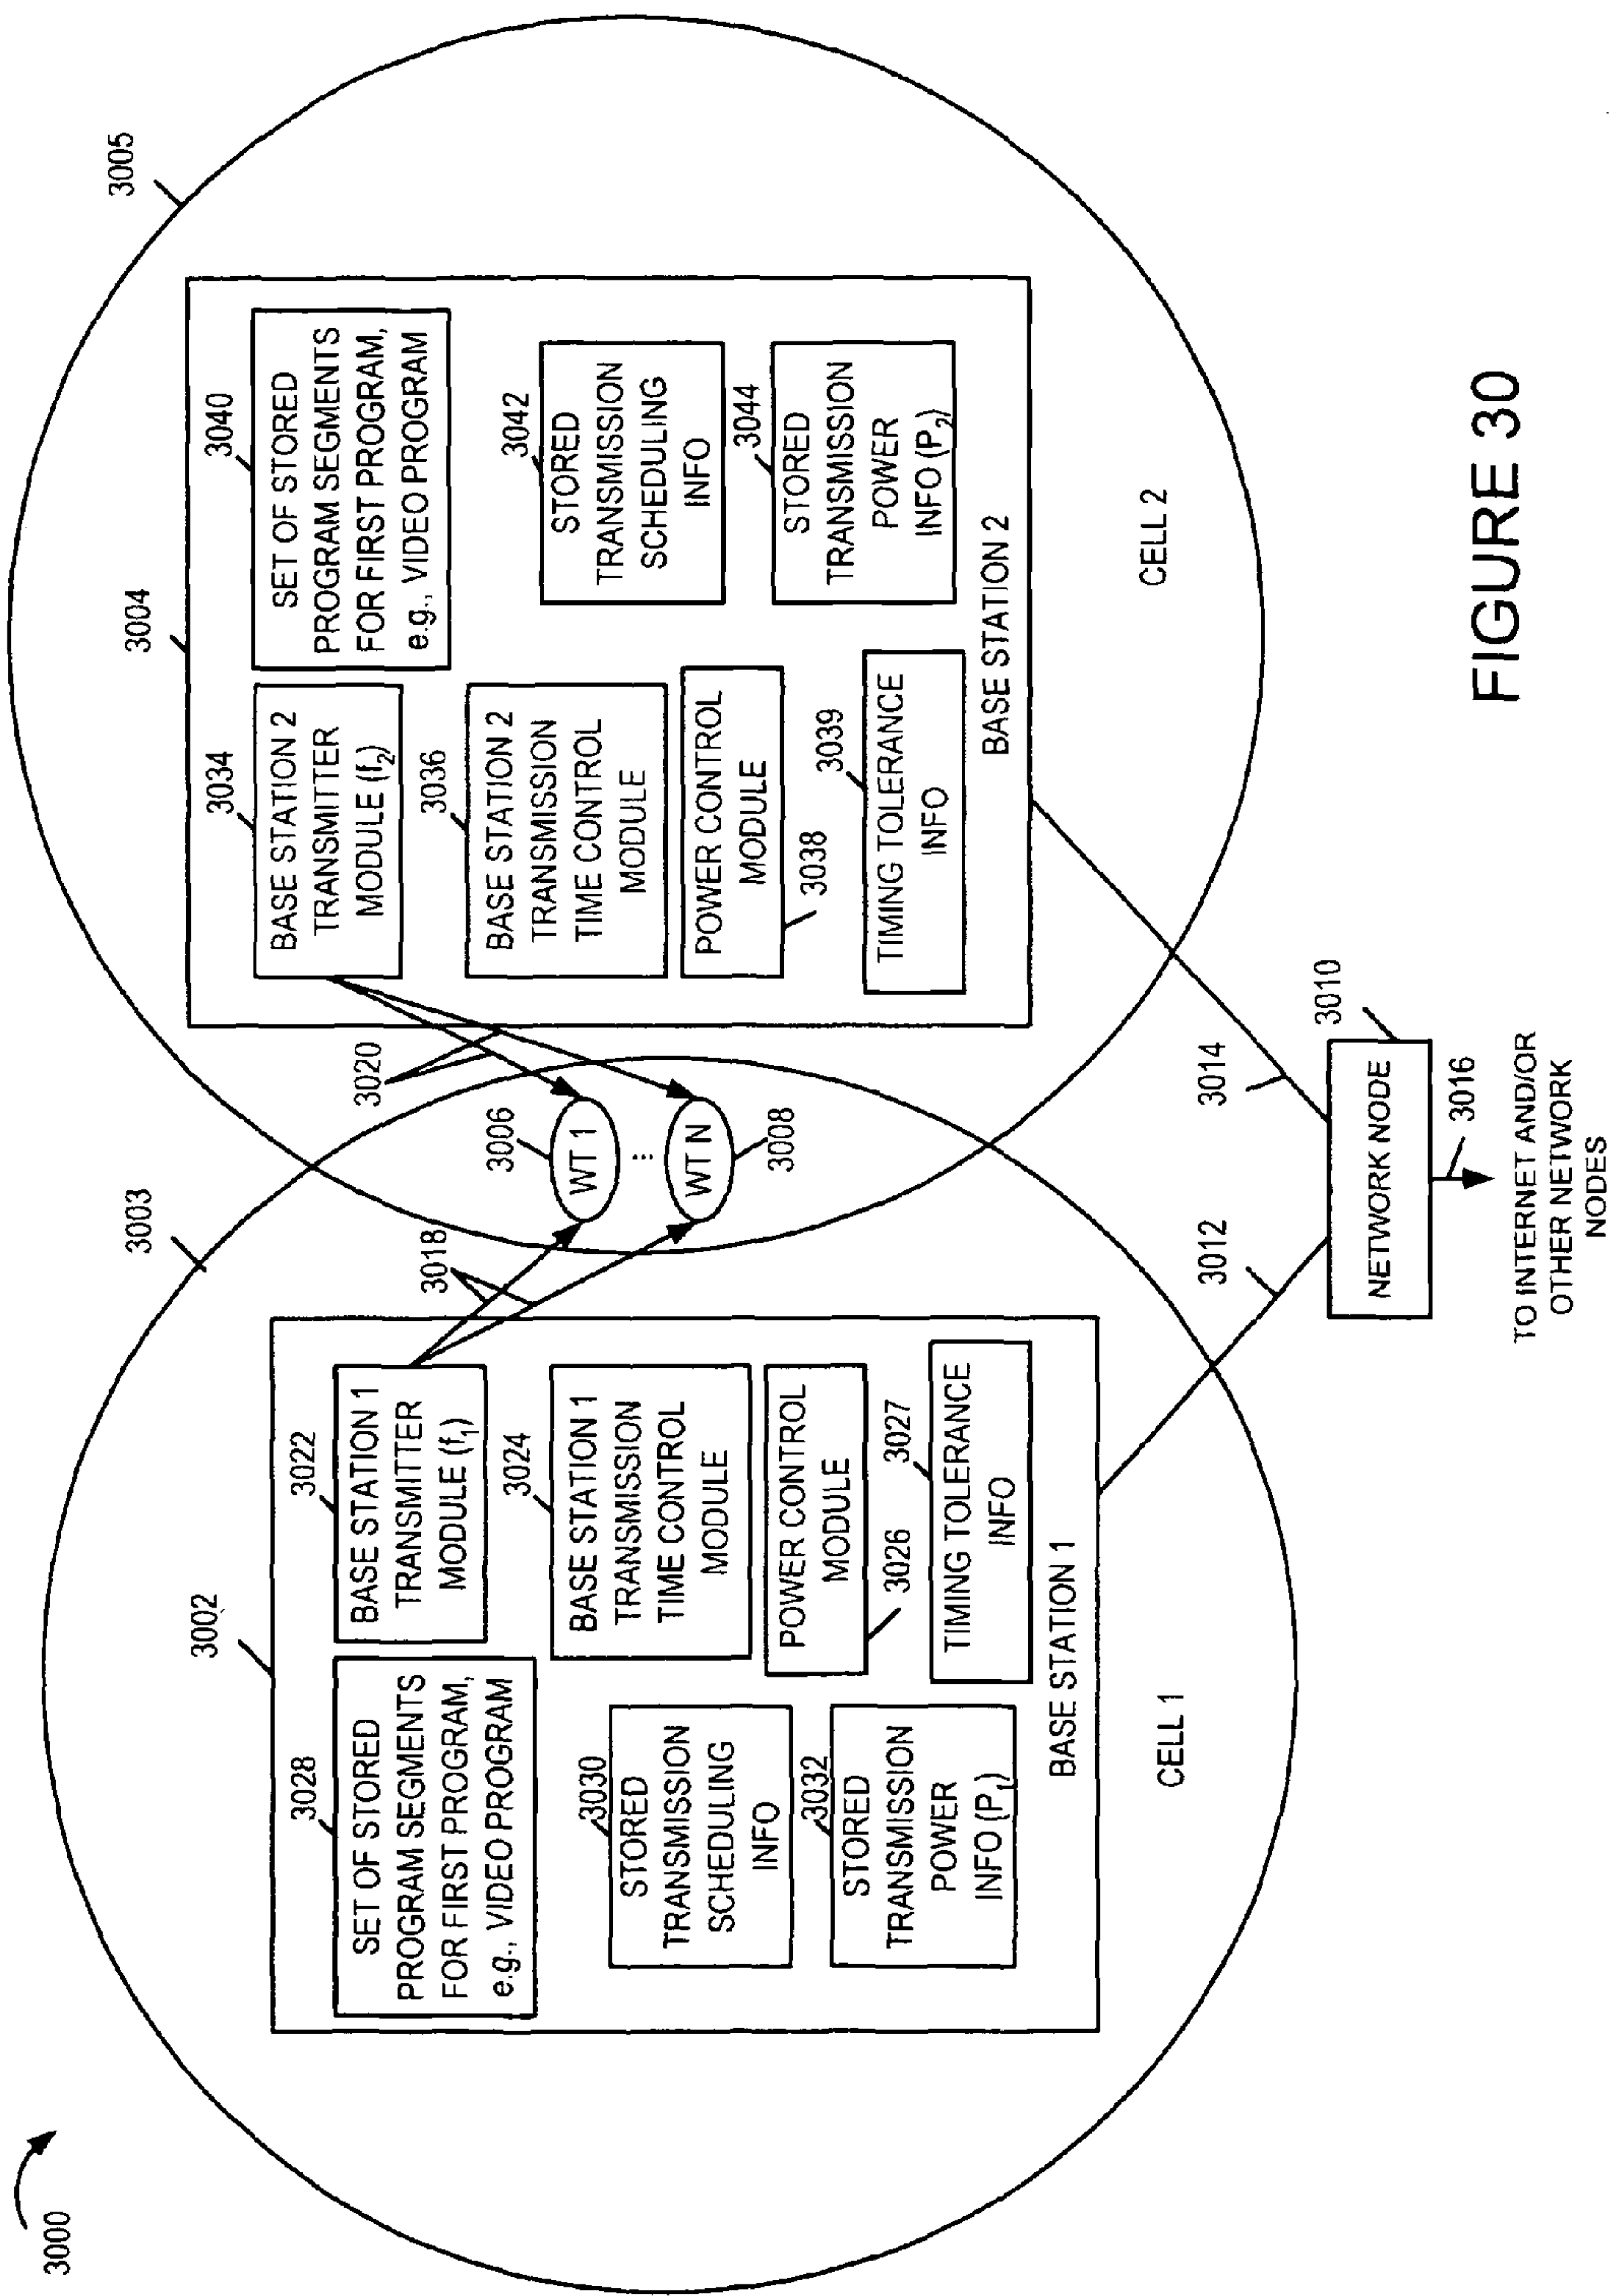 3000
3002
3003
3004
3005
3028
SET OF STORED
PROGRAM SEGMENTS
FOR FIRST PROGRAM,
e.g., VIDEO PROGRAM
3022
BASE STATION 1
TRANSMITTER
MODULE (f1)
3030
STORED
TRANSMISSION
SCHEDULING
INFO
3024
BASE STATION 1
TRANSMISSION
TIME CONTROL
MODULE
3032
STORED
TRANSMISSION
POWER
INFO (P1)
POWER CONTROL
MODULE
3026
3027
TIMING TOLERANCE
INFO
BASE STATION 1
CELL 1
3018
3020
3006
WT 1
...
WT N
3008
3034
BASE STATION 2
TRANSMITTER
MODULE (f2)
3040
SET OF STORED
PROGRAM SEGMENTS
FOR FIRST PROGRAM,
e.g., VIDEO PROGRAM
3036
BASE STATION 2
TRANSMISSION
TIME CONTROL
MODULE
3042
STORED
TRANSMISSION
SCHEDULING
INFO
POWER CONTROL
MODULE
3038
3044
STORED
TRANSMISSION
POWER
INFO (P2)
3039
TIMING TOLERANCE
INFO
BASE STATION 2
CELL 2
3012
3014
3010
NETWORK NODE
3016
TO INTERNET AND/OR
OTHER NETWORK
NODES
FIGURE 30